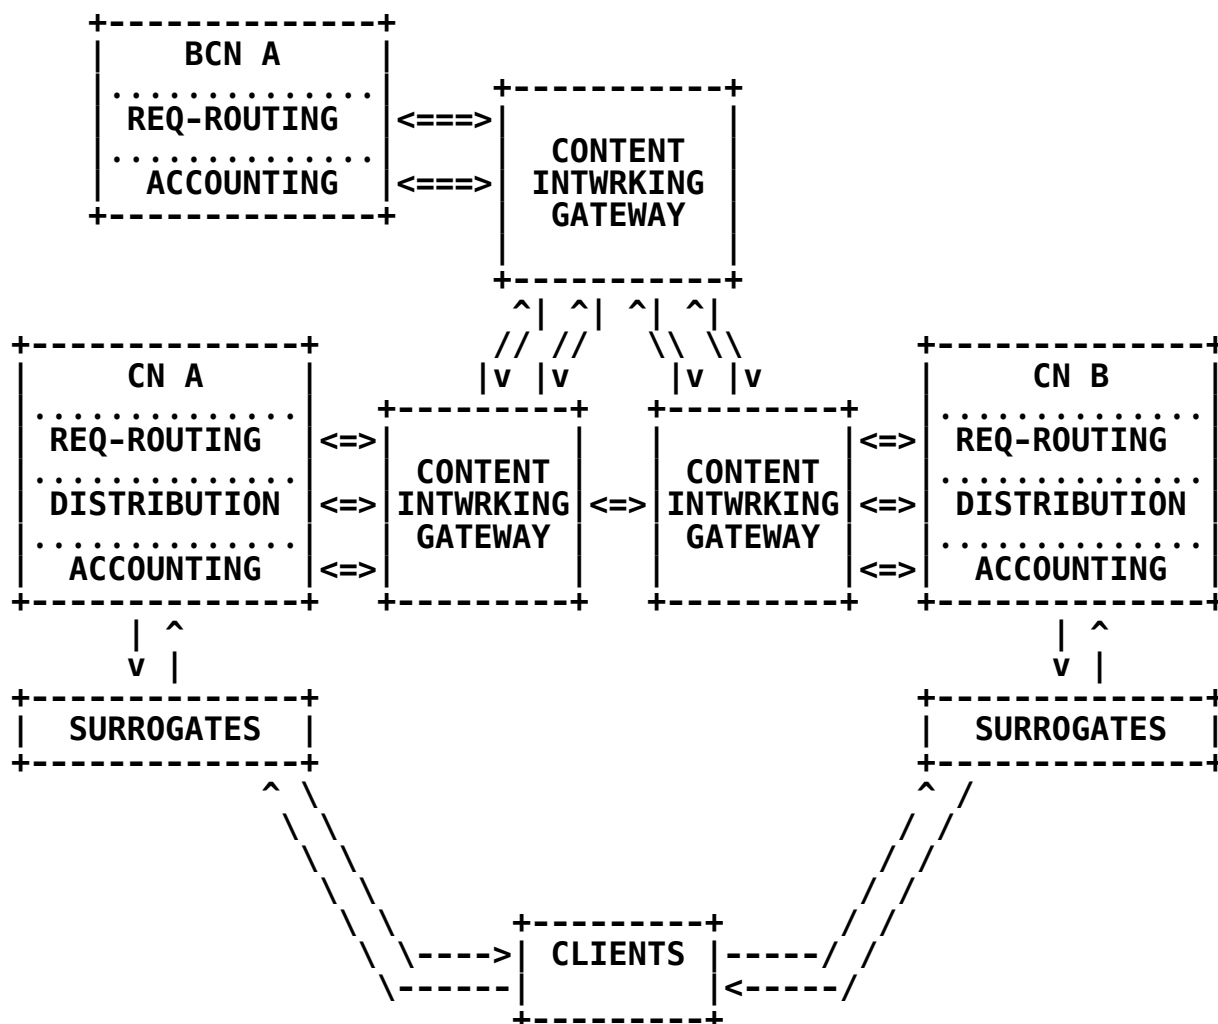 BCN A
REQ-ROUTING
ACCOUNTING
CONTENT
INTWRKING
GATEWAY
CN A
REQ-ROUTING
DISTRIBUTION
ACCOUNTING
CONTENT
INTWRKING
GATEWAY
CONTENT
INTWRKING
GATEWAY
CN B
REQ-ROUTING
DISTRIBUTION
ACCOUNTING
SURROGATES
SURROGATES
CLIENTS